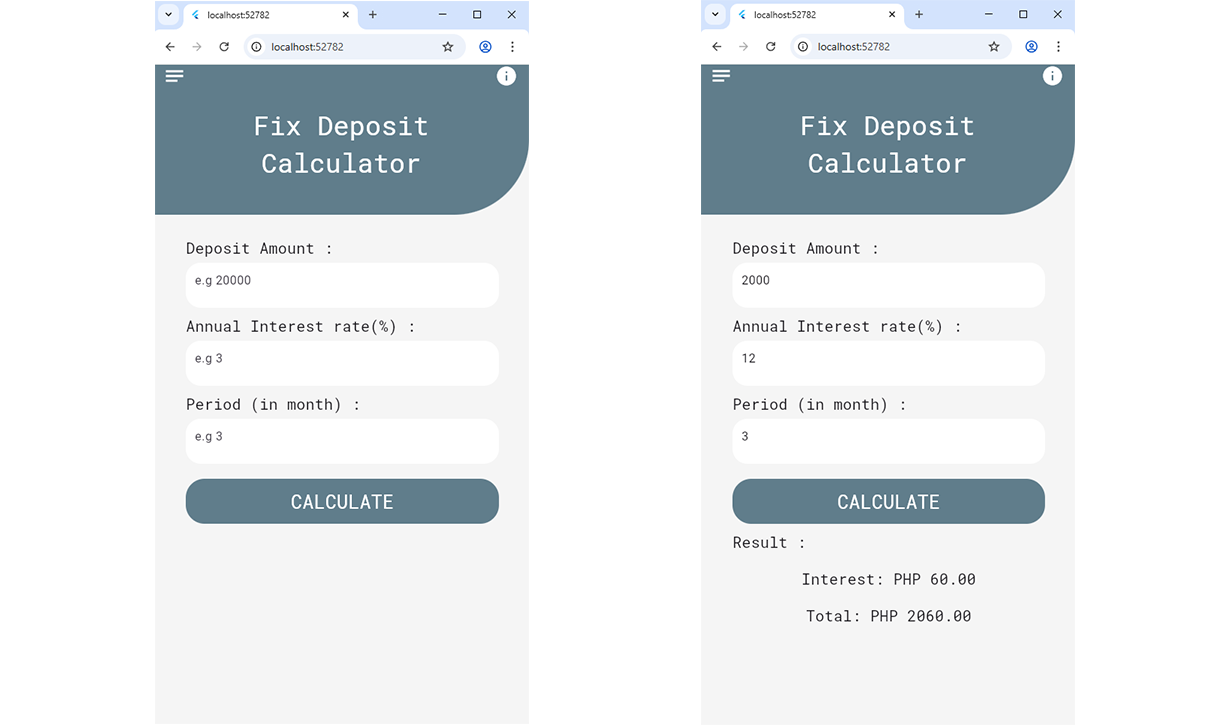 localhost:52782
localhost:52782
Fix Deposit
Calculator
Deposit Amount :
e.g 20000
Annual Interest rate(%) :
e.g 3
Period (in month) :
e.g 3
CALCULATE
localhost:52782
localhost:52782
Fix Deposit
Calculator
Deposit Amount :
2000
Annual Interest rate(%) :
12
Period (in month) :
3
CALCULATE
Result :
Interest: PHP 60.00
Total: PHP 2060.00